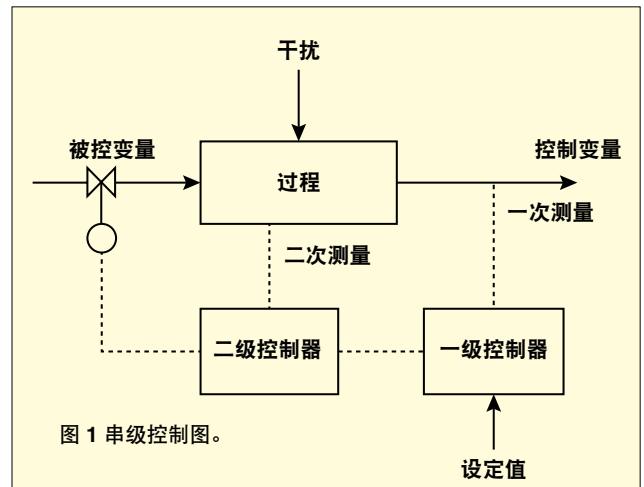 干扰
被控变量
控制变量
过程
一次测量
二次测量
二级控制器
一级控制器
图 1 串级控制图。
设定值